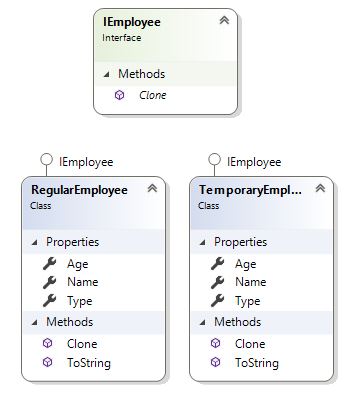 IEmployee
Interface
Methods
Clone
IEmployee
RegularEmployee
Class
Properties
Age
Name
Type
Methods
Clone
ToString
IEmployee
TemporaryEmpl...
Class
Properties
Age
Name
Type
Methods
Clone
ToString